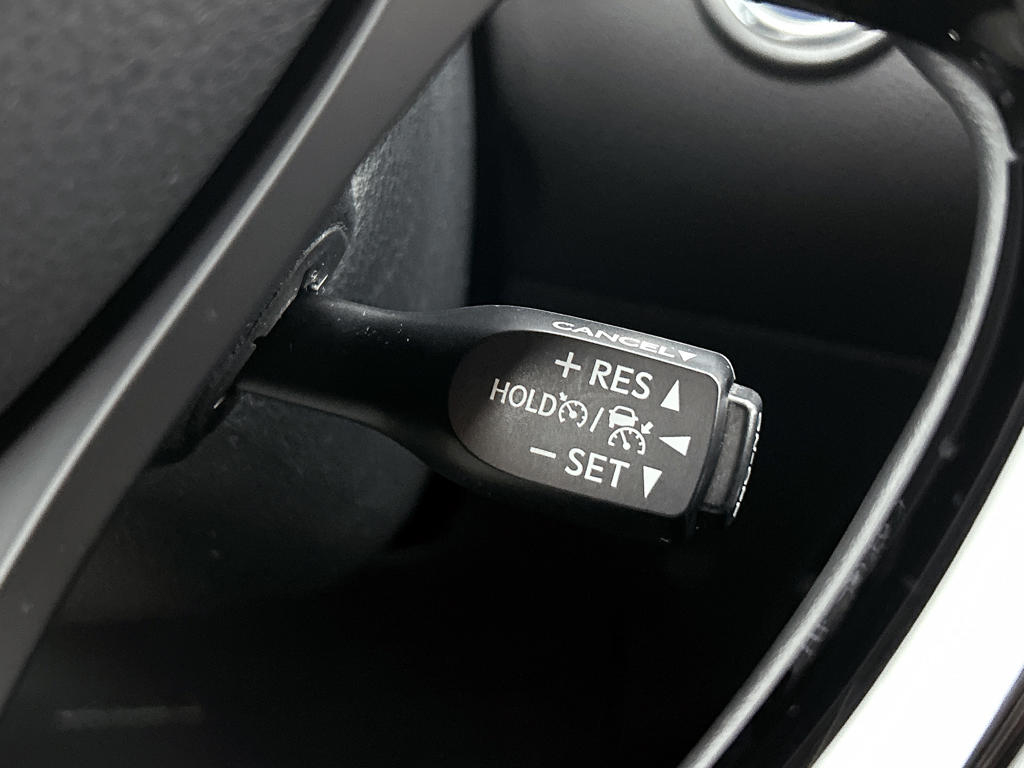 CANCEL
+ RES
HOLD /
− SET